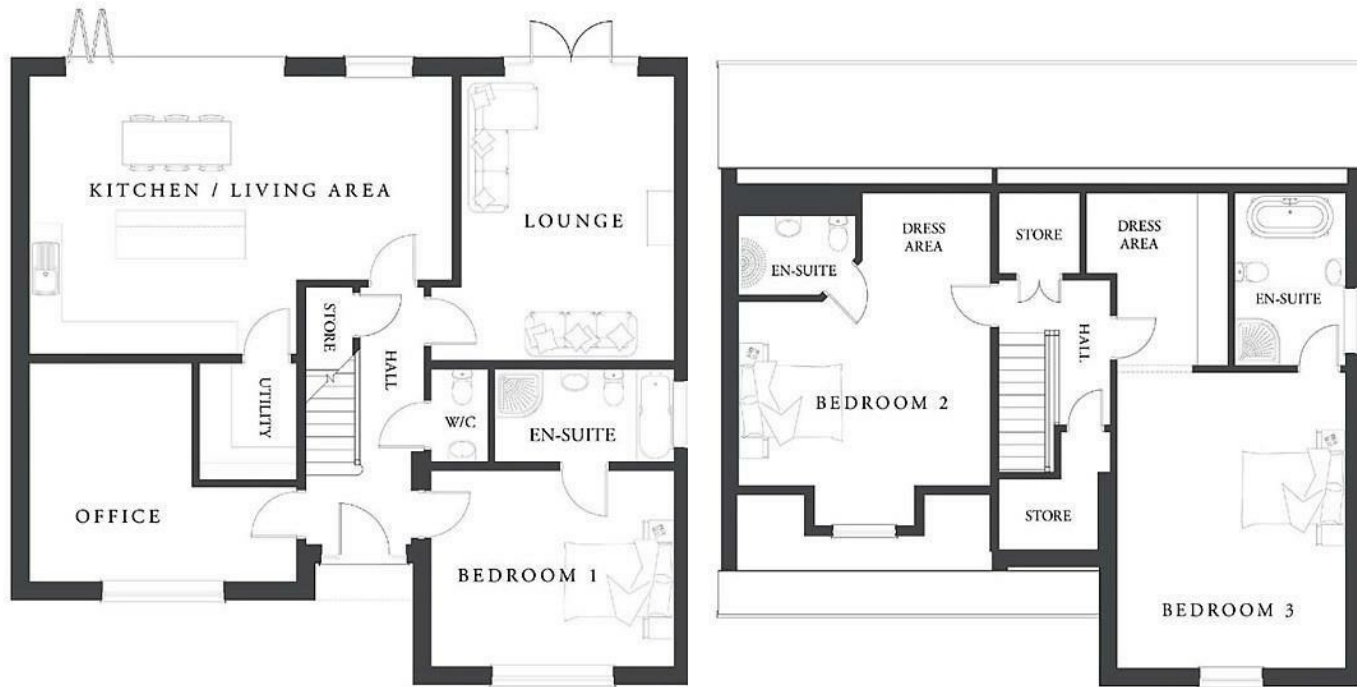 KITCHEN / LIVING AREA
LOUNGE
STORE
HALL
UTILITY
W/C
EN-SUITE
OFFICE
BEDROOM 1
EN-SUITE
DRESS
AREA
STORE
DRESS
AREA
EN-SUITE
HALL
BEDROOM 2
STORE
BEDROOM 3